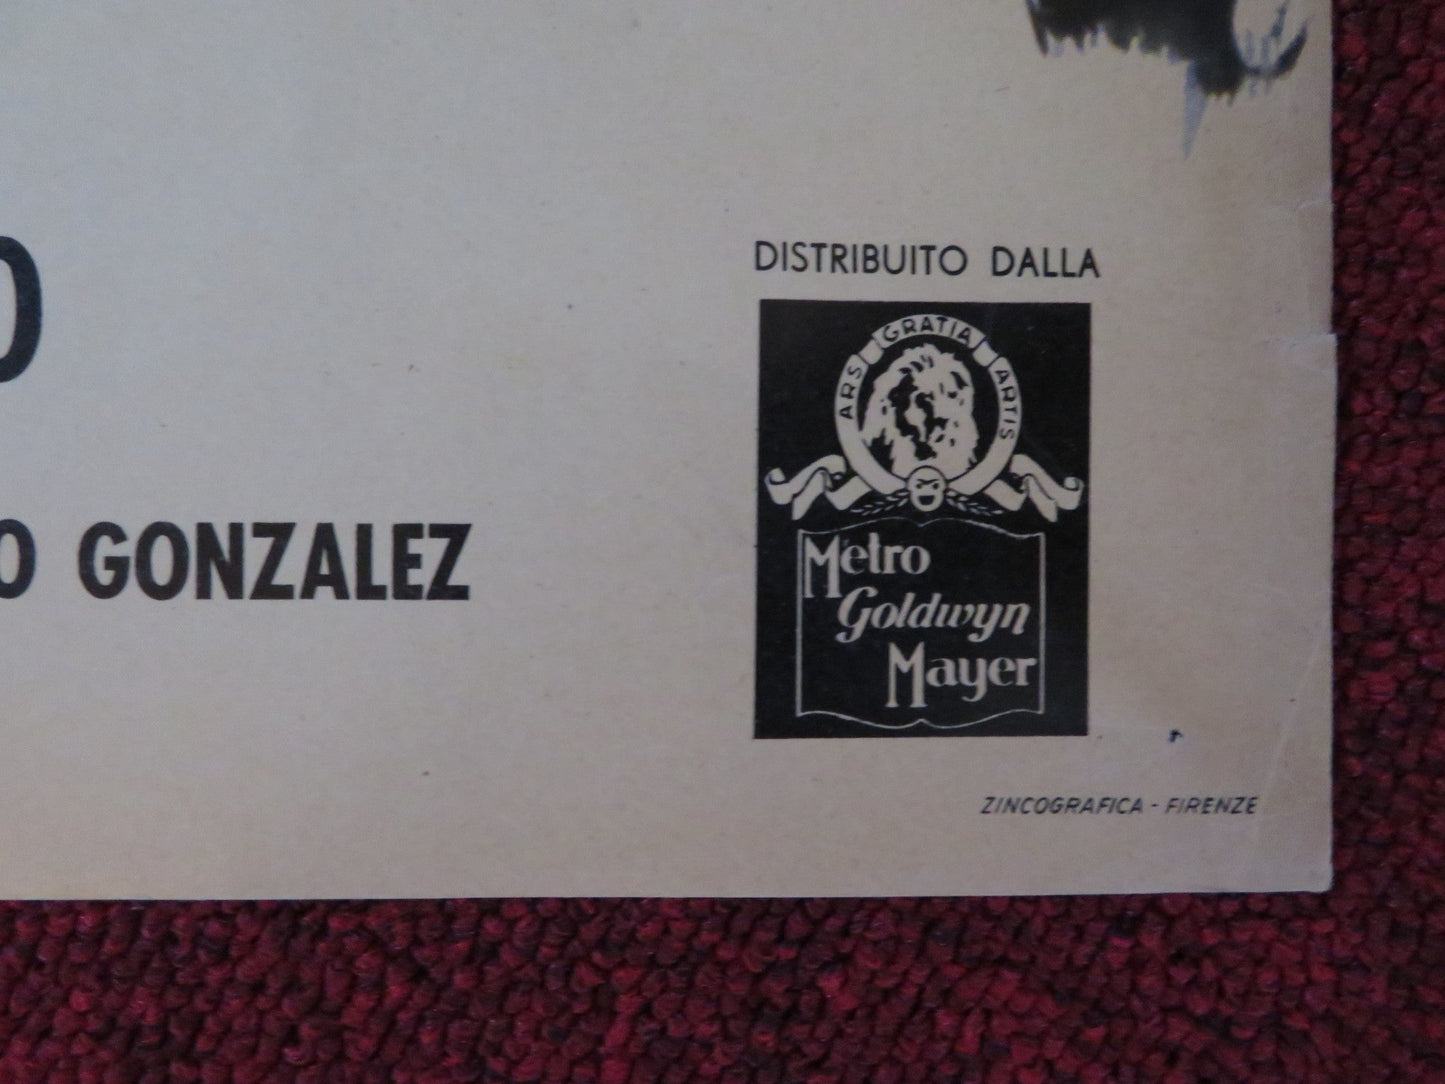 DISTRIBUITO DALLA
ARS GRATIA ARTIS
O
O GONZALEZ
Metro
Goldwyn
Mayer
ZINCOGRAFICA - FIRENZE